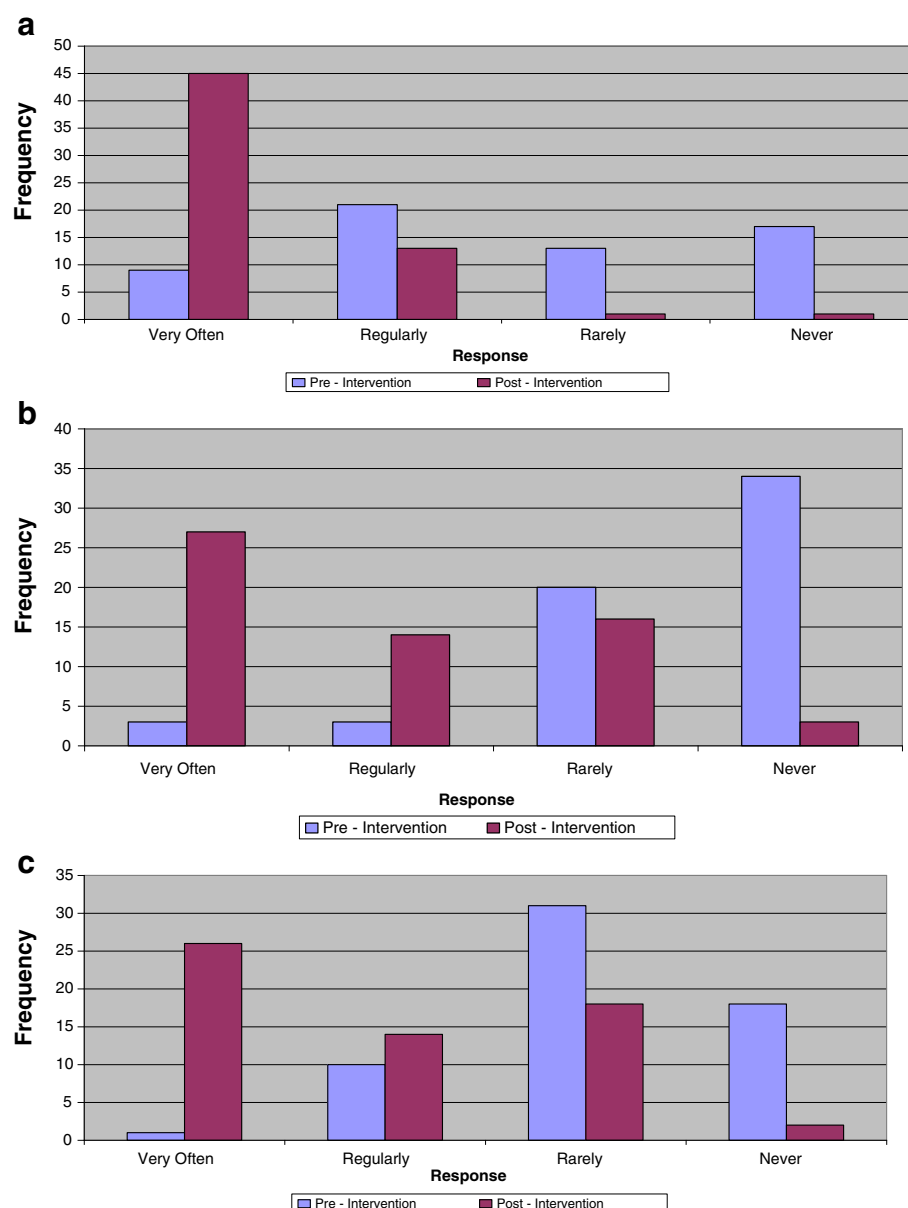 a
50
45
40
35
30
25
20
15
10
5
0
Frequency
Very Often Regularly Rarely Never
Response
Pre - Intervention Post - Intervention
b
40
35
30
25
20
15
10
5
0
Frequency
Very Often Regularly Rarely Never
Response
Pre - Intervention Post - Intervention
c
35
30
25
20
15
10
5
0
Frequency
Very Often Regularly Rarely Never
Response
Pre - Intervention Post - Intervention